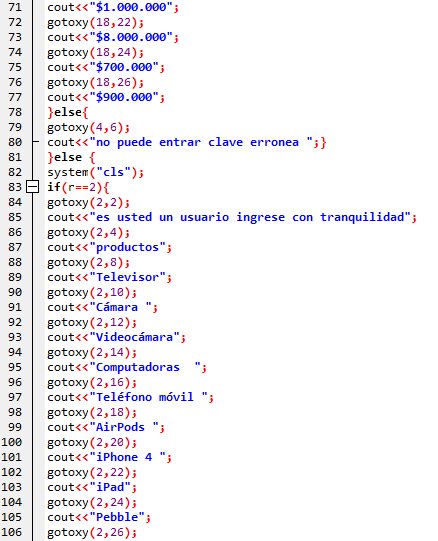 71 cout<<"$1.000.000";
72 gotoxy(18,22);
73 cout<<"$8.000.000";
74 gotoxy(18,24);
75 cout<<"$700.000";
76 gotoxy(18,26);
77 cout<<"$900.000";
78 }else{
79 gotoxy(4,6);
80 cout<<"no puede entrar clave erronea ";}
81 }else {
82 system("cls");
83 if(r==2){
84 gotoxy(2,2);
85 cout<<"es usted un usuario ingrese con tranquilidad";
86 gotoxy(2,4);
87 cout<<"productos";
88 gotoxy(2,8);
89 cout<<"Televisor";
90 gotoxy(2,10);
91 cout<<"Cámara ";
92 gotoxy(2,12);
93 cout<<"Videocámara";
94 gotoxy(2,14);
95 cout<<"Computadoras  ";
96 gotoxy(2,16);
97 cout<<"Teléfono móvil ";
98 gotoxy(2,18);
99 cout<<"AirPods ";
100 gotoxy(2,20);
101 cout<<"iPhone 4 ";
102 gotoxy(2,22);
103 cout<<"iPad";
104 gotoxy(2,24);
105 cout<<"Pebble";
106 gotoxy(2,26);